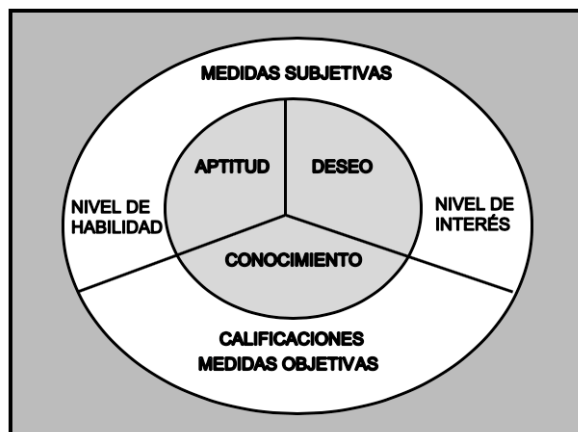 MEDIDAS SUBJETIVAS
APTITUD
DESEO
NIVEL DE
HABILIDAD
NIVEL DE
INTERÉS
CONOCIMIENTO
CALIFICACIONES
MEDIDAS OBJETIVAS